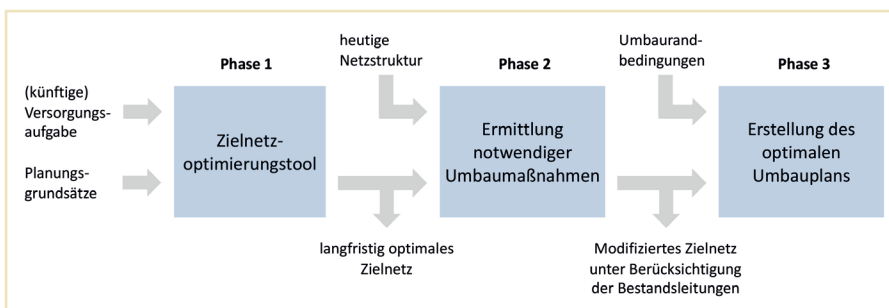 Phase 1
(künftige)
Versorgungs-
aufgabe
Planungs-
grundsätze
Zielnetz-
optimierungstool
heutige
Netzstruktur
langfristig optimales
Zielnetz
Phase 2
Ermittlung
notwendiger
Umbaumaßnahmen
Umbaurand-
bedingungen
Modifiziertes Zielnetz
unter Berücksichtigung
der Bestandsleitungen
Phase 3
Erstellung des
optimalen
Umbauplans